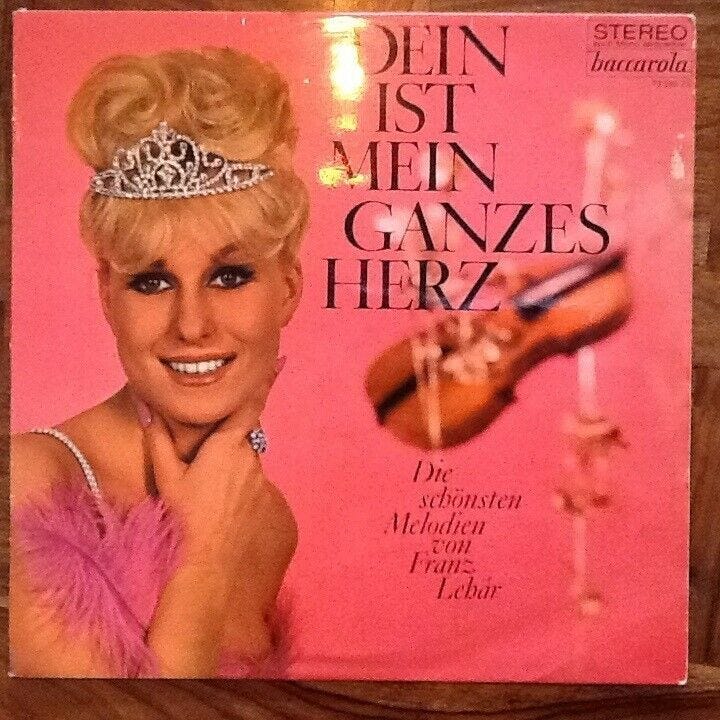 DEIN
IST
MEIN
GANZES
HERZ
STEREO
baccarola
Die
schönsten
Melodien
von
Franz
Lehár